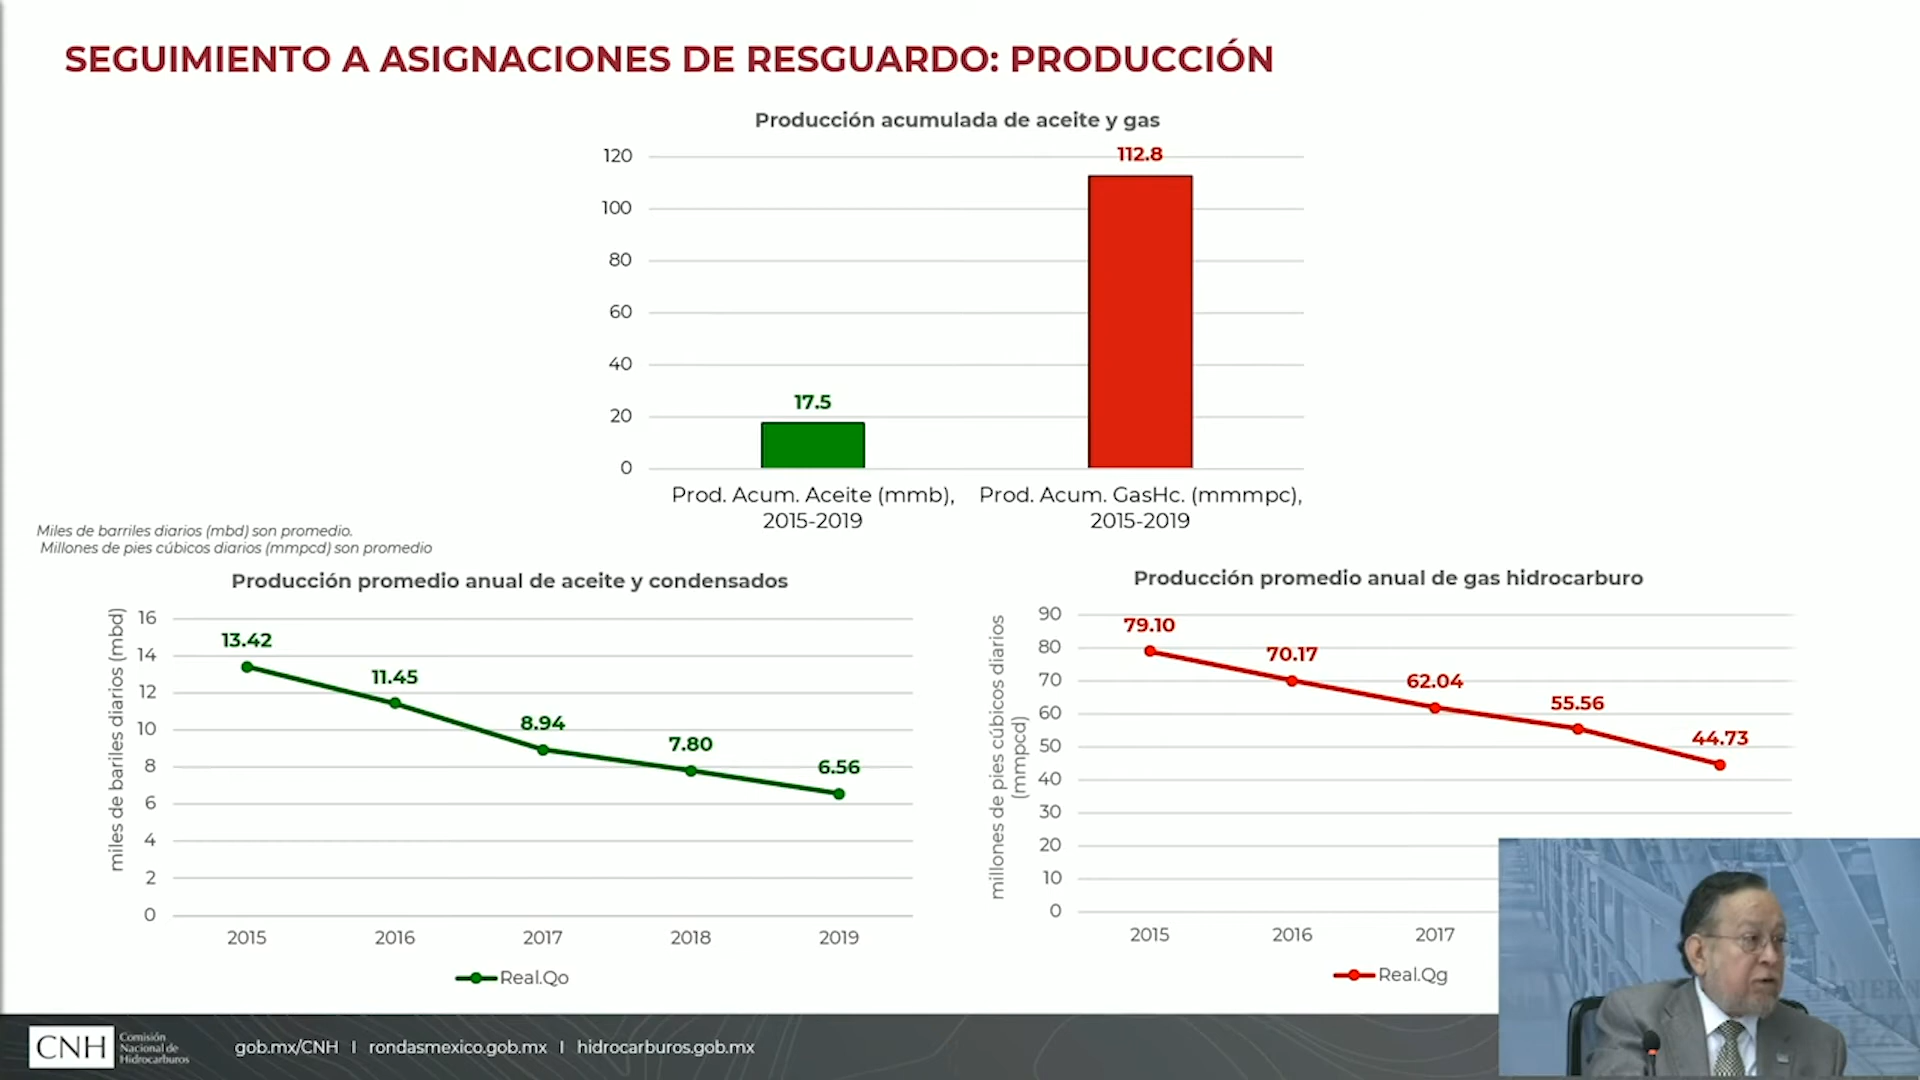 SEGUIMIENTO A ASIGNACIONES DE RESGUARDO: PRODUCCIÓN
Producción acumulada de aceite y gas
120
100
80
60
40
20
0
112.8
17.5
Prod. Acum. Aceite (mmb),
2015-2019
Prod. Acum. GasHc. (mmmpc),
2015-2019
Miles de barriles diarios (mbd) son promedio.
Millones de pies cúbicos diarios (mmpcd) son promedio
Producción promedio anual de aceite y condensados
miles de bariles diarios (mbd)
16
14
12
10
8
6
4
2
0
13.42
11.45
8.94
7.80
6.56
2015
2016
2017
2018
2019
Real.Qo
Producción promedio anual de gas hidrocarburo
millones de pies cúbicos diarios
(mmpcd)
90
80
70
60
50
40
30
20
10
0
79.10
70.17
62.04
55.56
44.73
2015
2016
2017
Real.Qg
CNH
Comisión
Nacional de
Hidrocarburos
gob.mx/CNH I rondasmexico.gob.mx I hidrocarburos.gob.mx